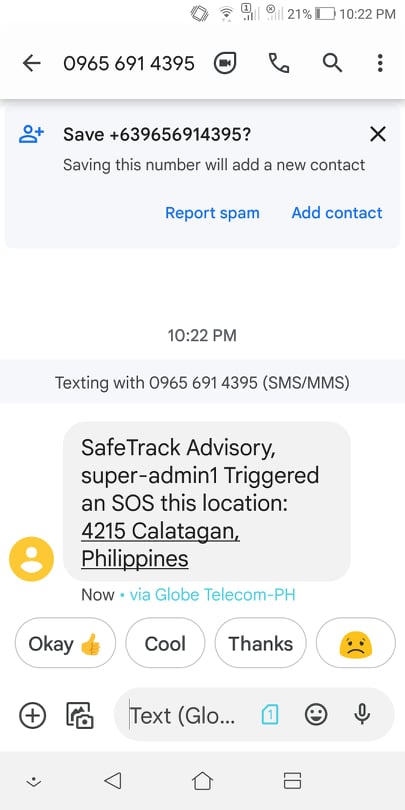 21% 10:22 PM
0965 691 4395
Save +639656914395?
Saving this number will add a new contact
Report spam Add contact
10:22 PM
Texting with 0965 691 4395 (SMS/MMS)
SafeTrack Advisory,
super-admin1 Triggered
an SOS this location:
4215 Calatagan,
Philippines
Now • via Globe Telecom-PH
Okay 👍 Cool Thanks ☹️
Text (Glo... 1